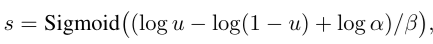 s = Sigmoid((log u − log(1 − u) + log α)/β),